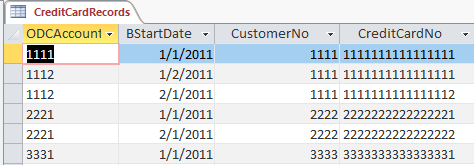 CreditCardRecords
ODCAccount BStartDate CustomerNo CreditCardNo
1111 1/1/2011 1111 1111111111111111
1112 1/2/2011 1111 1111111111111112
1112 2/1/2011 1111 1111111111111112
2221 1/1/2011 2222 2222222222222221
2221 2/1/2011 2222 2222222222222221
3331 1/1/2011 3333 3333333333333331